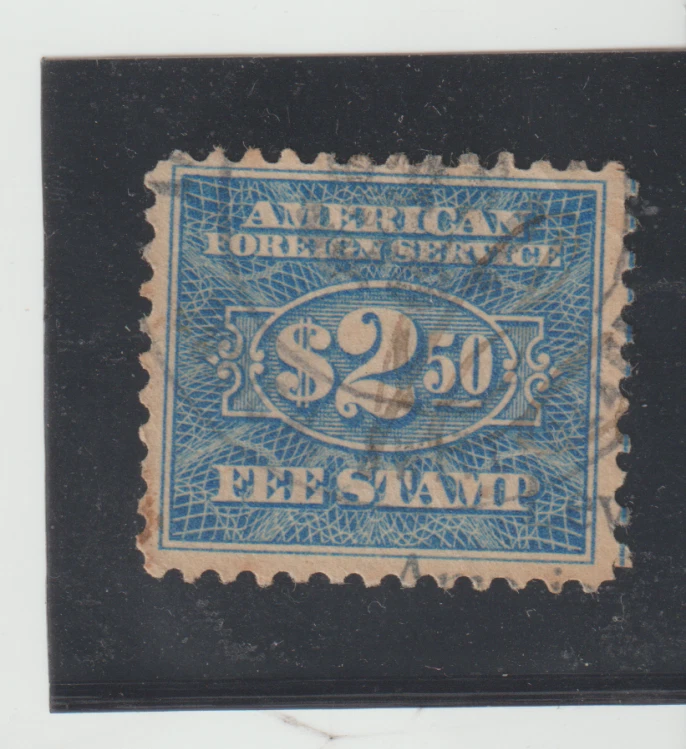 AMERICAN
FOREIGN SERVICE
$2.50
FEE STAMP